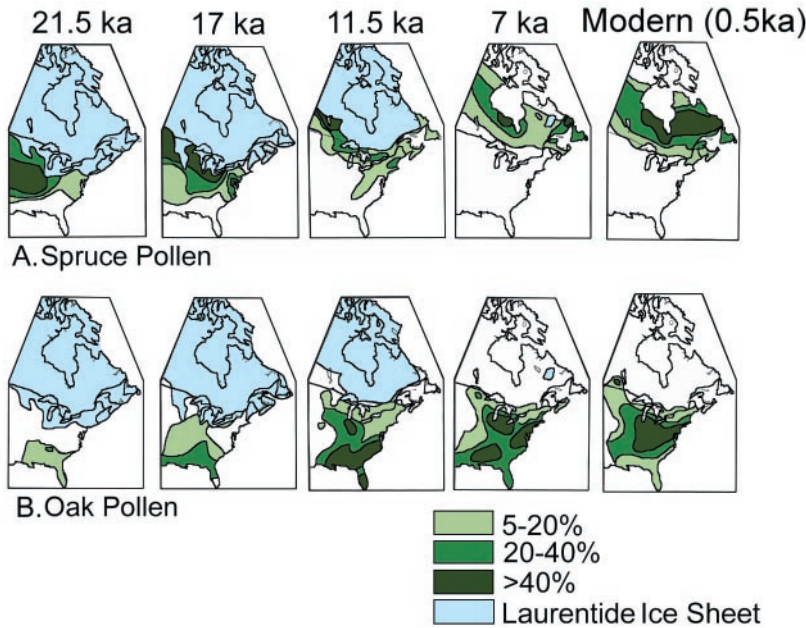 21.5 ka 17 ka 11.5 ka 7 ka Modern (0.5ka)
A. Spruce Pollen
B. Oak Pollen
5-20%
20-40%
>40%
Laurentide Ice Sheet